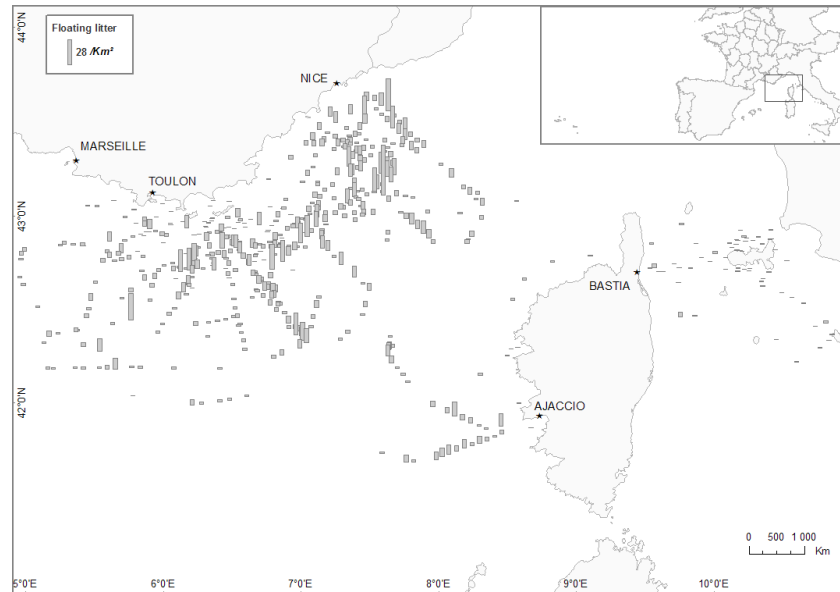 Floating litter
28 /Km²
44°0'N
NICE
MARSEILLE
TOULON
43°0'N
BASTIA
42°0'N
AJACCIO
0 500 1 000
Km
5°0'E 6°0'E 7°0'E 8°0'E 9°0'E 10°0'E